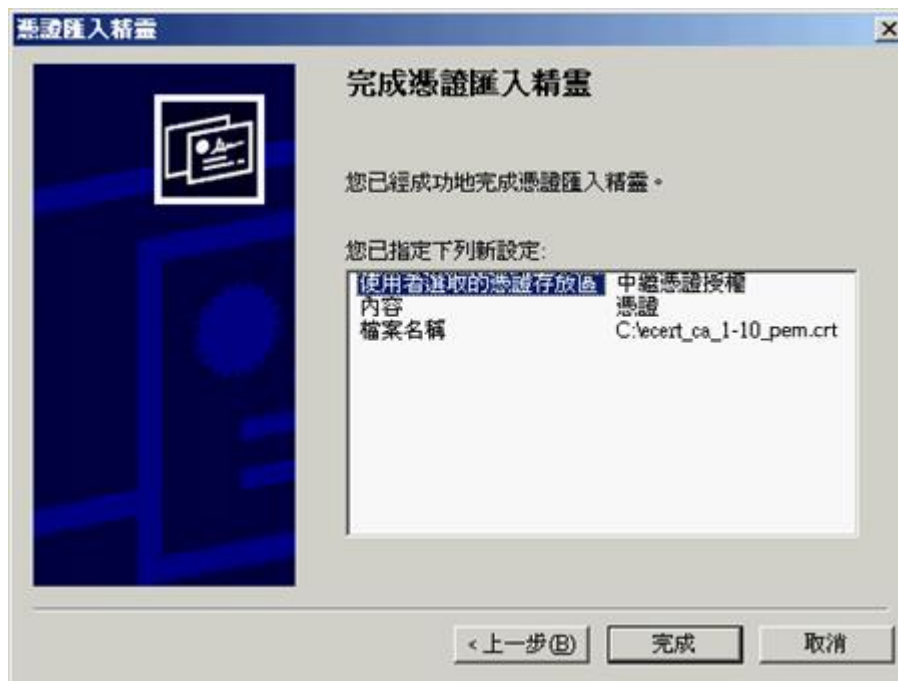 憑證匯入精靈
完成憑證匯入精靈
您已經成功地完成憑證匯入精靈。
您已指定下列新設定:
使用者選取的憑證存放區 中繼憑證授權
內容 憑證
檔案名稱 C:\ecert_ca_1-10_pem.crt
<上一步(B) 完成 取消